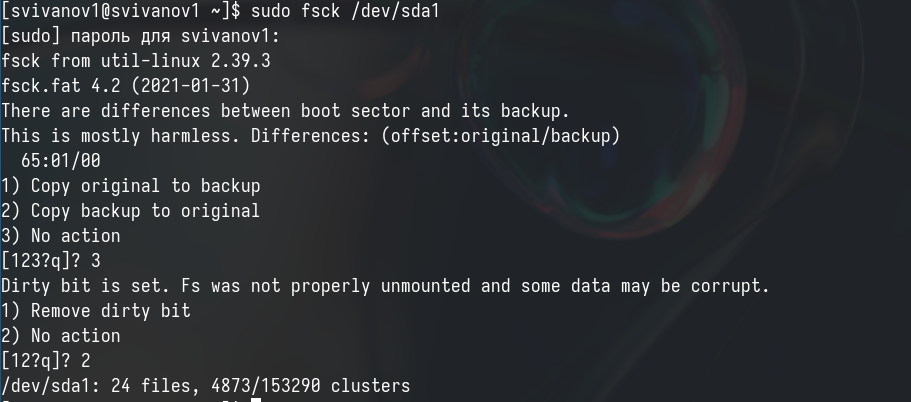 [svivanov1@svivanov1 ~]$ sudo fsck /dev/sda1
[sudo] пароль для svivanov1:
fsck from util-linux 2.39.3
fsck.fat 4.2 (2021-01-31)
There are differences between boot sector and its backup.
This is mostly harmless. Differences: (offset:original/backup)
  65:01/00
1) Copy original to backup
2) Copy backup to original
3) No action
[123?q]? 3
Dirty bit is set. Fs was not properly unmounted and some data may be corrupt.
1) Remove dirty bit
2) No action
[12?q]? 2
/dev/sda1: 24 files, 4873/153290 clusters